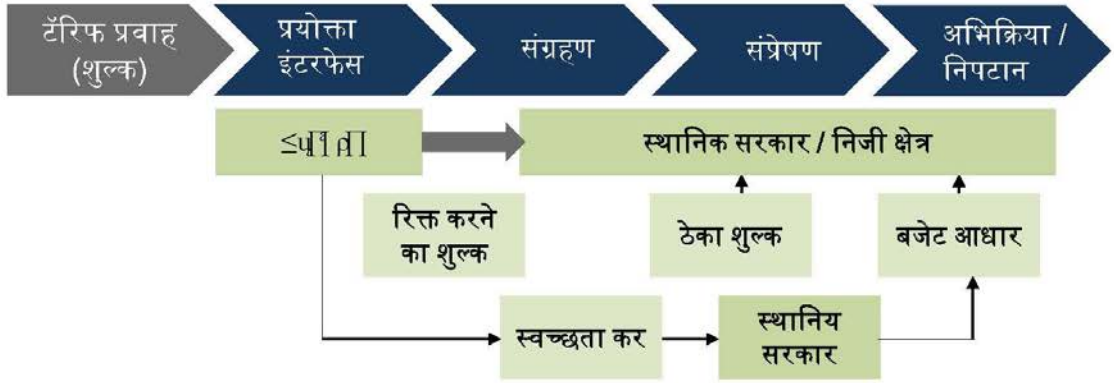 टॅरिफ प्रवाह
(शुल्क)
प्रयोक्ता
इंटरफेस
संग्रहण
संप्रेषण
अभिक्रिया /
निपटान
स्थानिक सरकार / निजी क्षेत्र
रिक्त करने
का शुल्क
ठेका शुल्क
बजेट आधार
स्वच्छता कर
स्थानिय
सरकार